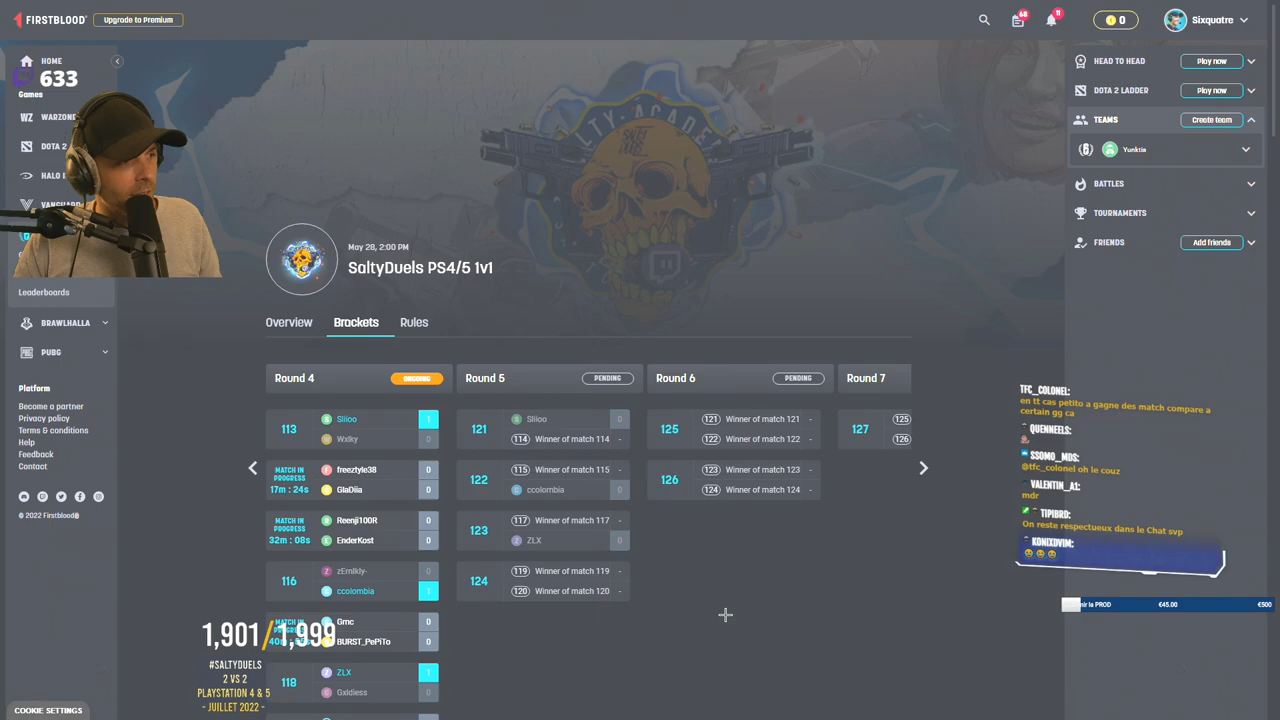 FIRSTBLOOD
Upgrade to Premium
68
11
0
Sixquatre
HOME
633
Games
WZ WARZONE
DOTA 2
HALO
VANGUARD
Leaderboards
BRAWLHALLA
PUBG
Platform
Become a partner
Privacy policy
Terms & conditions
Help
Feedback
Contact
© 2022 Firstblood
COOKIE SETTINGS
SALTY ACADEMY
May 28, 2:00 PM
SaltyDuels PS4/5 1v1
Overview Brackets Rules
Round 4 ONGOING
113
Sliioo 1
Wxlky 0
MATCH IN PROGRESS
17m : 24s
freeztyle38 0
GlaDiia 0
MATCH IN PROGRESS
32m : 08s
Reenji100R 0
EnderKost 0
116
zEmlkly- 0
ccolombia 1
Gmc 0
BURST_PePiTo 0
118
ZLX 1
Gxldiess 0
Round 5 PENDING
121
Sliioo 0
114 Winner of match 114 -
122
115 Winner of match 115 -
ccolombia 0
123
117 Winner of match 117 -
ZLX 0
124
119 Winner of match 119 -
120 Winner of match 120 -
Round 6 PENDING
125
121 Winner of match 121 -
122 Winner of match 122 -
126
123 Winner of match 123 -
124 Winner of match 124 -
Round 7
127
125
126
1,901/1,999
#SALTYDUELS
2 VS 2
PLAYSTATION 4 & 5
- JUILLET 2022 -
HEAD TO HEAD Play now
DOTA 2 LADDER Play now
TEAMS Create team
Yunktia
BATTLES
TOURNAMENTS
FRIENDS Add friends
TFC_COLONEL:
en tt cas petito a gagne des match compare a
certain gg ca
QUENNEELS:
SSOMO_MDS:
@tfc_colonel oh le couz
VALENTIN_A1:
mdr
TIPIBRD:
On reste respectueux dans le Chat svp
KONIXDVIM:
la PROD €45.00 €500